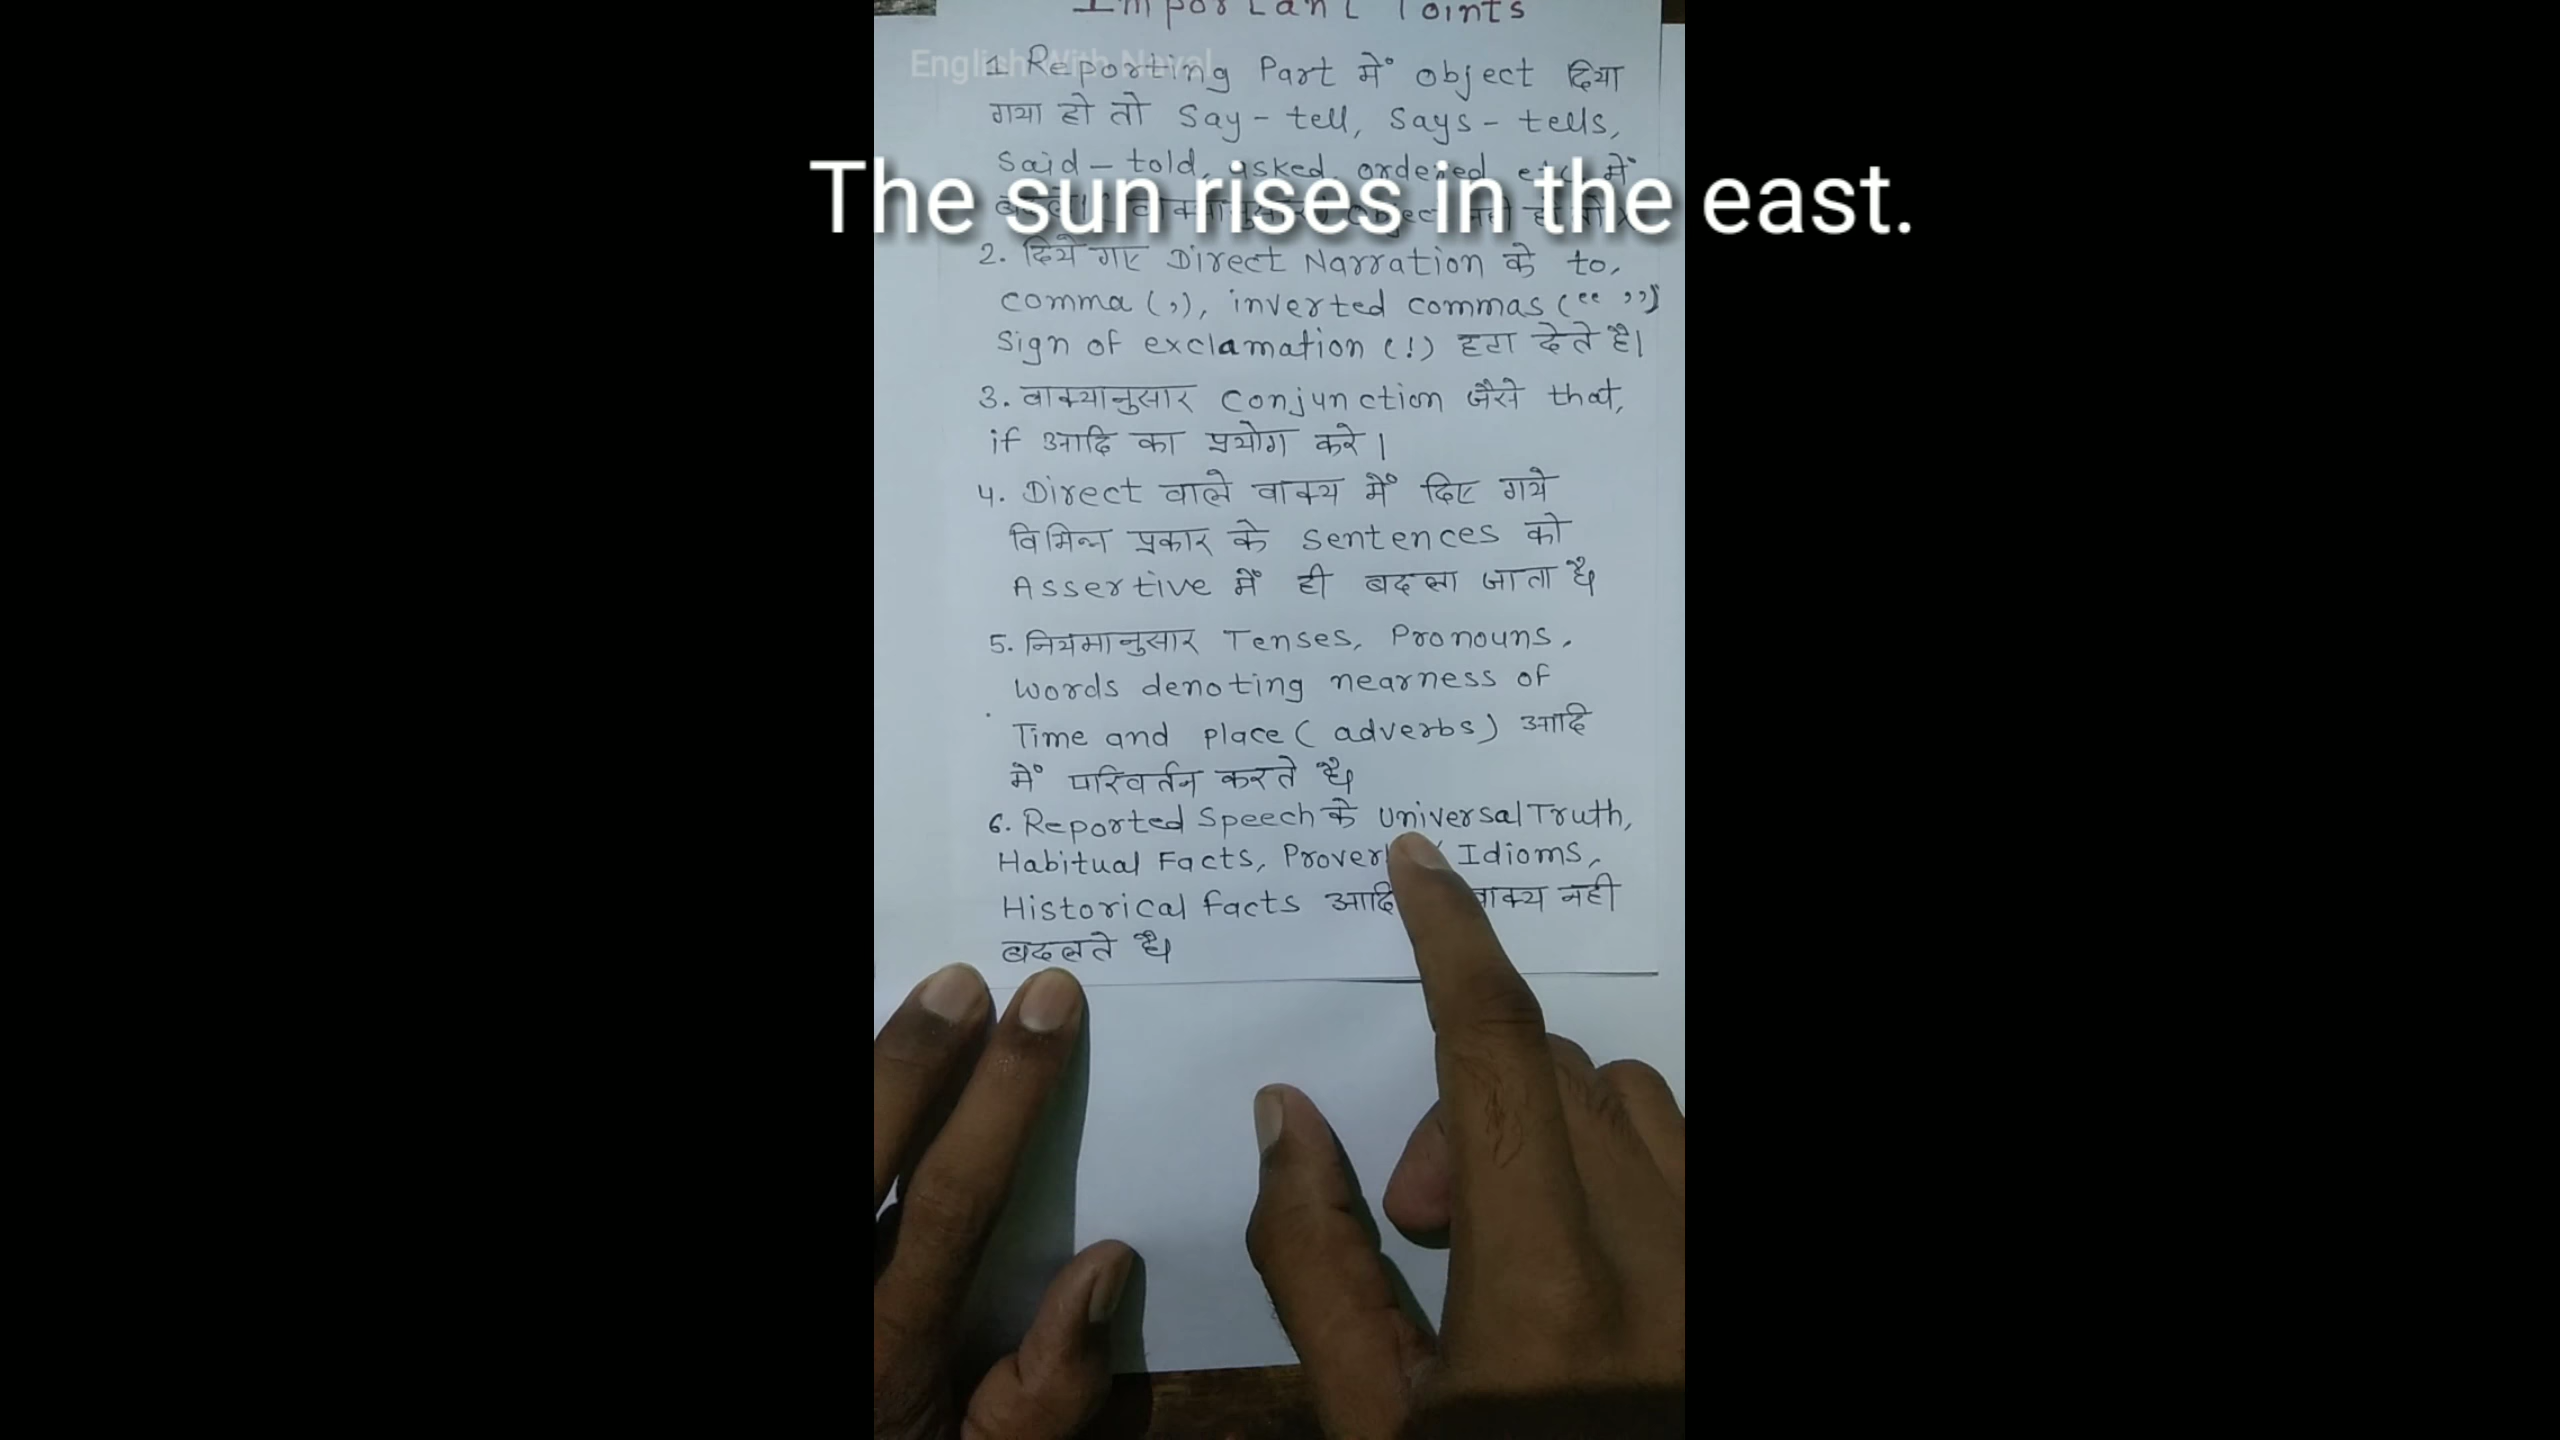 Important Points
English With Naval
1 Reporting Part में object दिया
गया हो तो Say - tell, Says - tells,
Said - told, asked, ordered etc. में
The sun rises in the east.
2. दिये गए Direct Narration के to,
comma (,), inverted commas (“ ”)
Sign of exclamation (!) हटा देते है।
3. वाक्यानुसार Conjunction जैसे that,
if आदि का प्रयोग करे।
4. Direct वाले वाक्य में दिए गये
विभिन्न प्रकार के Sentences को
Assertive में ही बदला जाता है।
5. नियमानुसार Tenses, Pronouns,
Words denoting nearness of
Time and place (adverbs) आदि
में परिवर्तन करते है।
6. Reported Speech के Universal Truth,
Habitual Facts, Idioms,
Historical facts आदि वाक्य नही
बदलते है।